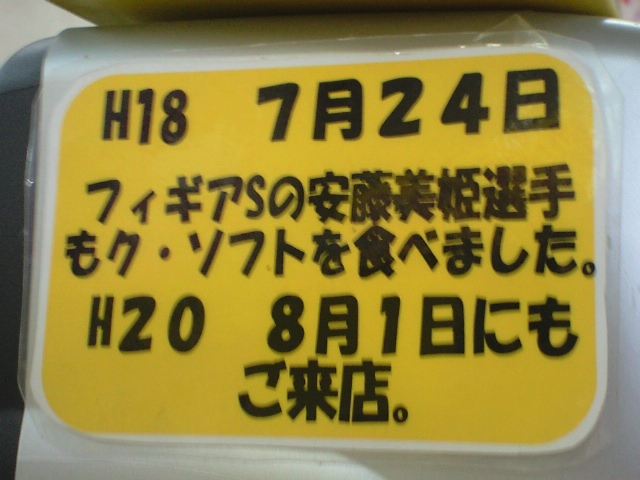 H18 7月24日
フィギアSの安藤美姫選手
もク・ソフトを食べました。
H20 8月1日にも
ご来店。